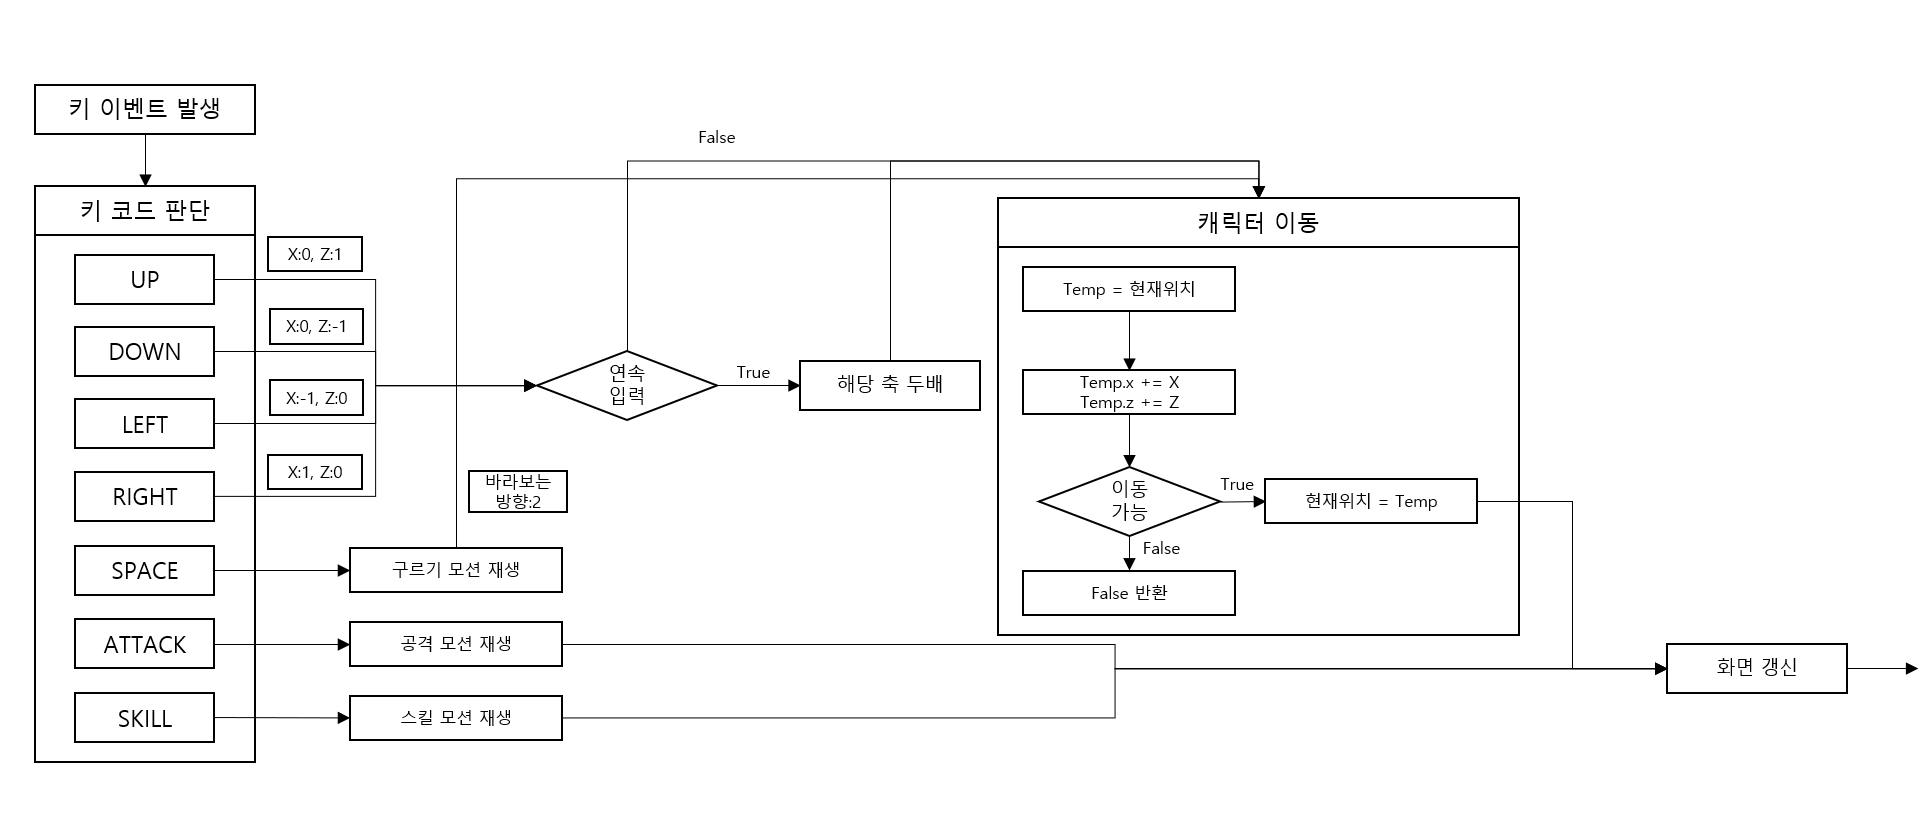 키 이벤트 발생
키 코드 판단
UP
DOWN
LEFT
RIGHT
SPACE
ATTACK
SKILL
X:0, Z:1
X:0, Z:-1
X:-1, Z:0
X:1, Z:0
연속
입력
False
True
해당 축 두배
바라보는
방향:2
구르기 모션 재생
공격 모션 재생
스킬 모션 재생
캐릭터 이동
Temp = 현재위치
Temp.x += X
Temp.z += Z
이동
가능
True
현재위치 = Temp
False
False 반환
화면 갱신